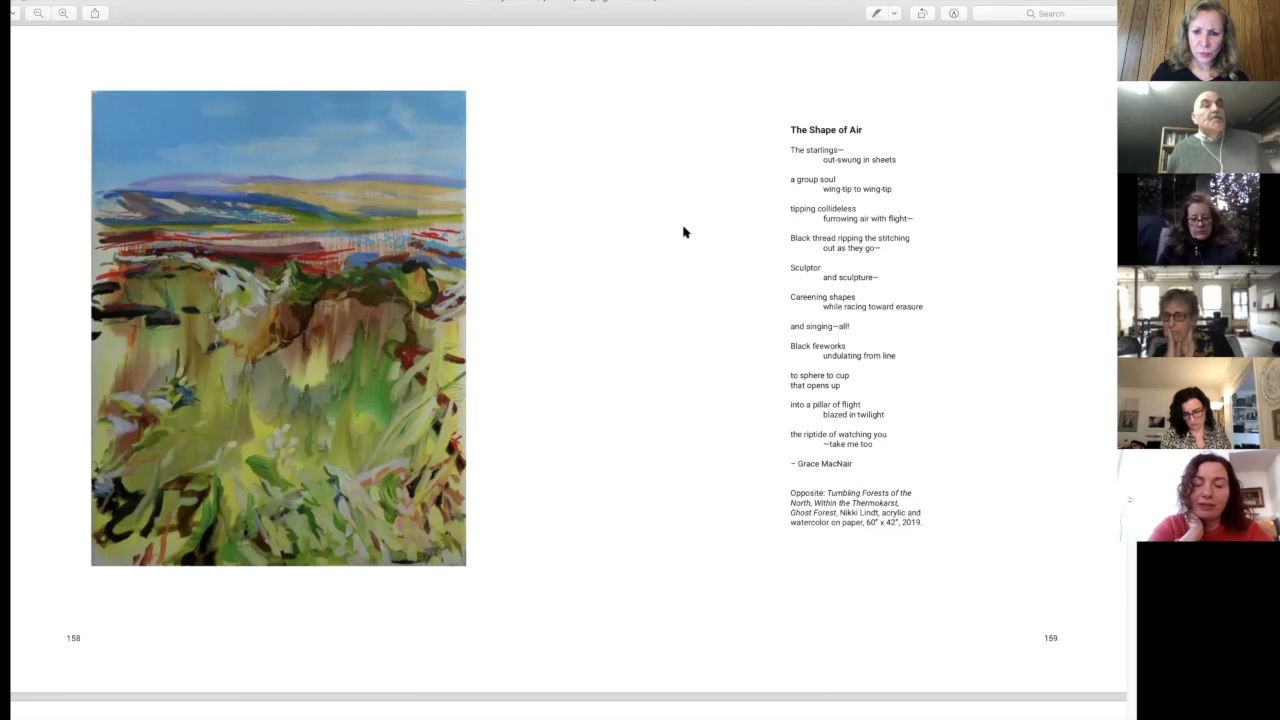 Search
The Shape of Air
The starlings—
out-swung in sheets
a group soul
wing-tip to wing-tip
tipping collideless
furrowing air with flight—
Black thread ripping the stitching
out as they go—
Sculptor
and sculpture—
Careening shapes
while racing toward erasure
and singing—all!
Black fireworks
undulating from line
to sphere to cup
that opens up
into a pillar of flight
blazed in twilight
the riptide of watching you
—take me too
– Grace MacNair
Opposite: Tumbling Forests of the
North, Within the Thermokarst,
Ghost Forest, Nikki Lindt, acrylic and
watercolor on paper, 60” x 42”, 2019.
158
159